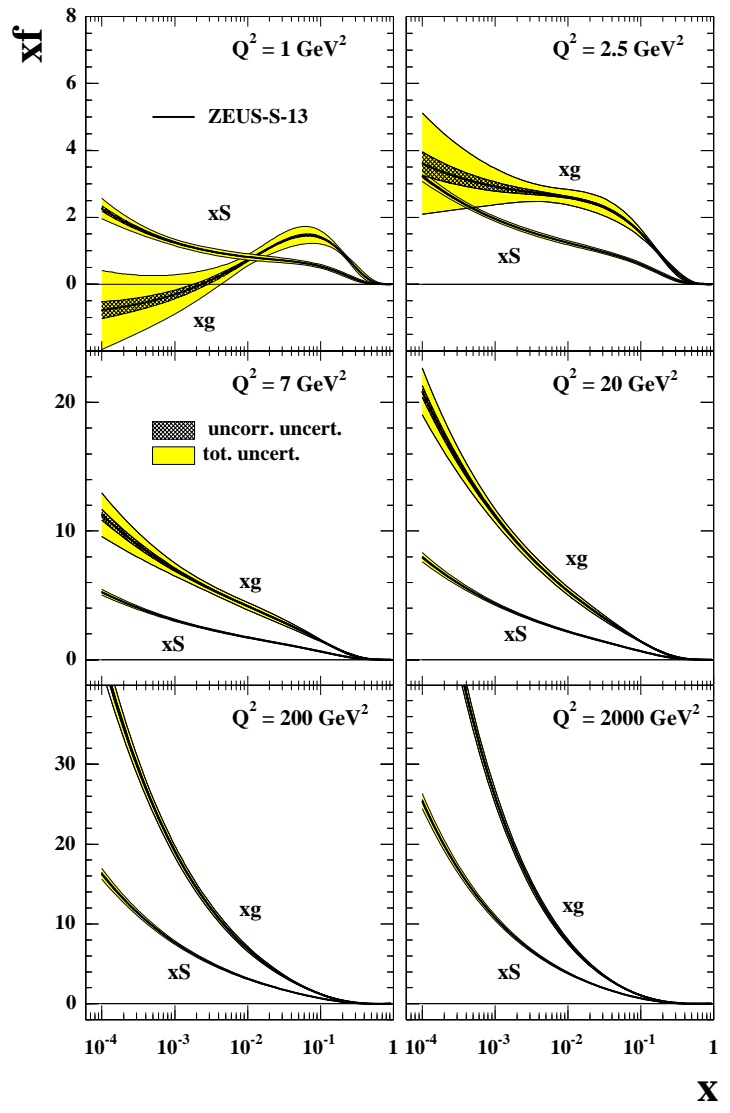 xf
8
Q² = 1 GeV²
Q² = 2.5 GeV²
6
ZEUS-S-13
4
xg
xS
2
xS
0
xg
Q² = 7 GeV²
Q² = 20 GeV²
20
uncorr. uncert.
tot. uncert.
10
xg
xg
xS
xS
0
Q² = 200 GeV²
Q² = 2000 GeV²
30
20
xg
xg
10
xS
xS
0
10⁻⁴ 10⁻³ 10⁻² 10⁻¹ 1 10⁻⁴ 10⁻³ 10⁻² 10⁻¹ 1
x